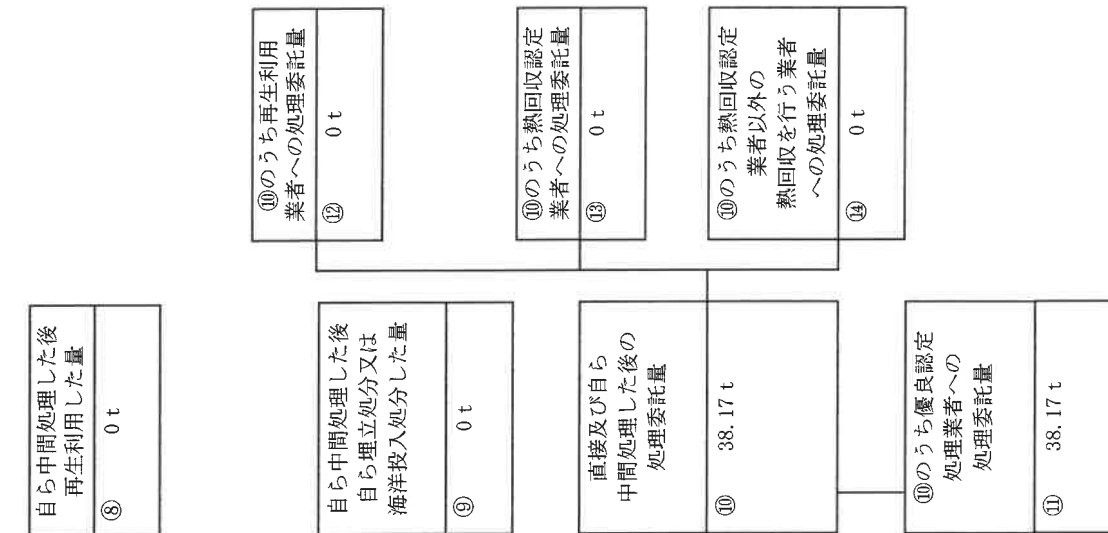 自ら中間処理した後
再生利用した量
⑧ 0 t
自ら中間処理した後
自ら埋立処分又は
海洋投入処分した量
⑨ 0 t
直接及び自ら
中間処理した後の
処理委託量
⑩ 38.17 t
⑩のうち優良認定
処理業者への
処理委託量
⑪ 38.17 t
⑩のうち再生利用
業者への処理委託量
⑫ 0 t
⑩のうち熱回収認定
業者への処理委託量
⑬ 0 t
⑩のうち熱回収認定
業者以外の
熱回収を行う業者
への処理委託量
⑭ 0 t